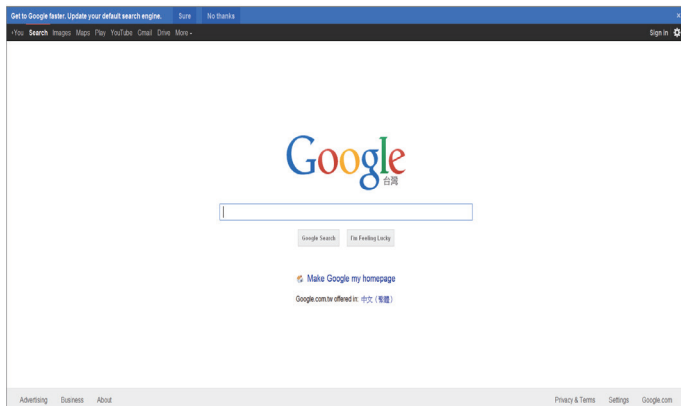 Get to Google faster. Update your default search engine. Sure No thanks ×
+You Search Images Maps Play YouTube Gmail Drive More Sign in
Google
台灣
Google Search I'm Feeling Lucky
Make Google my homepage
Google.com.tw offered in: 中文（繁體）
Advertising Business About Privacy & Terms Settings Google.com